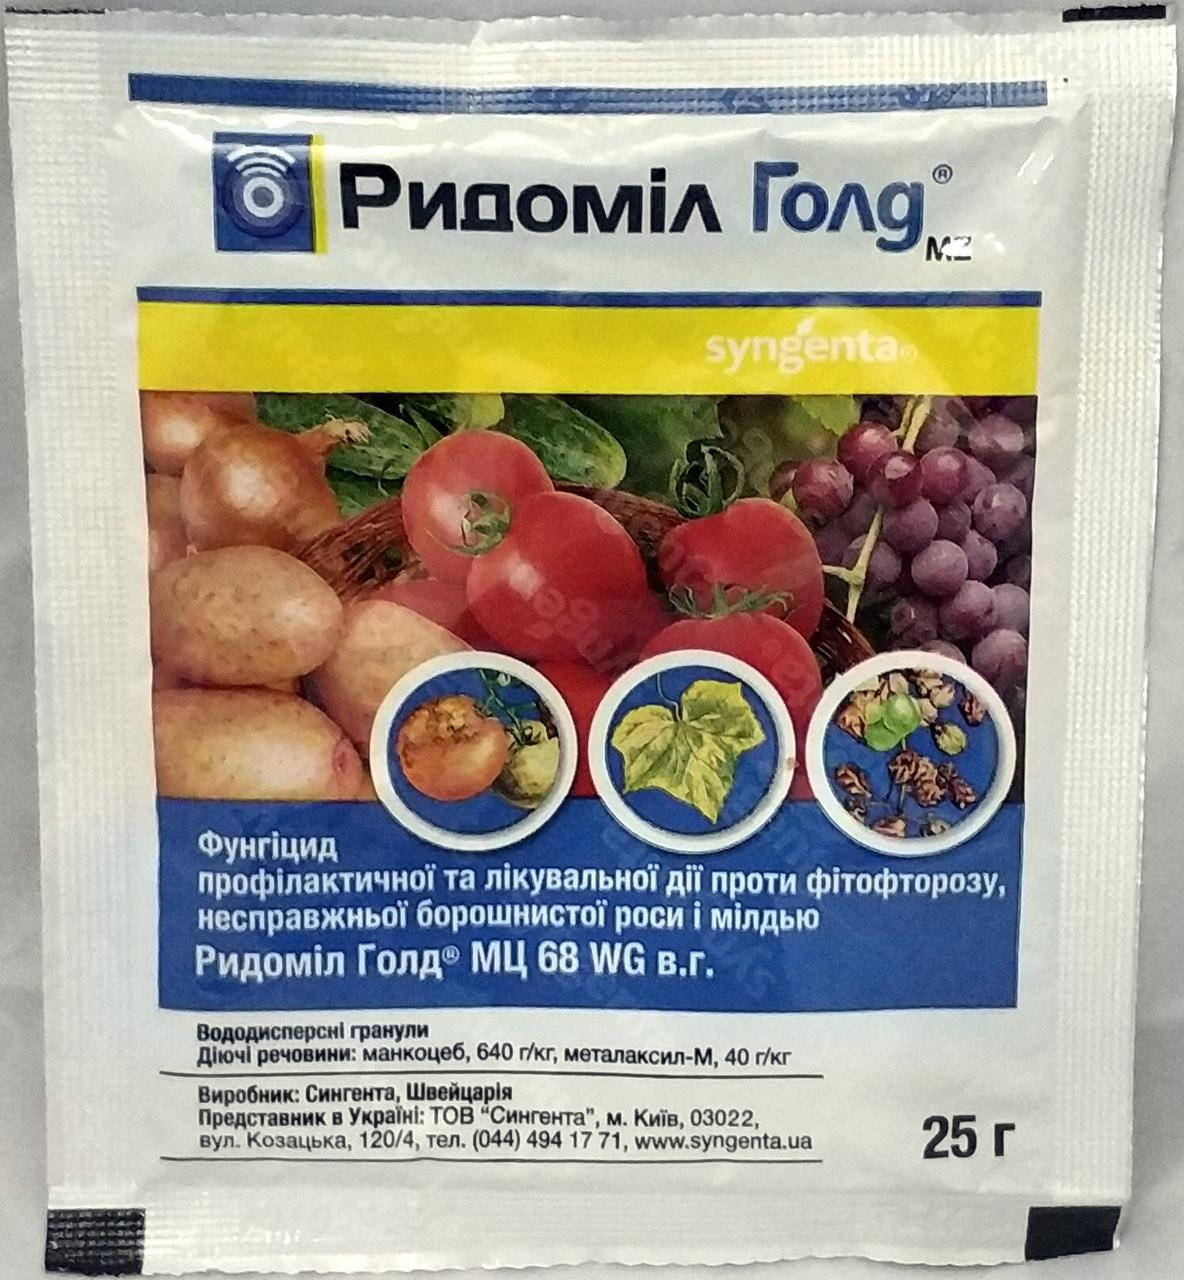 Ридоміл Голд®
MZ
syngenta®
Фунгіцид
профілактичної та лікувальної дії проти фітофторозу,
несправжньої борошнистої роси і мілдью
Ридоміл Голд® МЦ 68 WG в.г.
Вододисперсні гранули
Діючі речовини: манкоцеб, 640 г/кг, металаксил-М, 40 г/кг
Виробник: Сингента, Швейцарія
Представник в Україні: ТОВ “Сингента”, м. Київ, 03022,
вул. Козацька, 120/4, тел. (044) 494 17 71, www.syngenta.ua
25 г